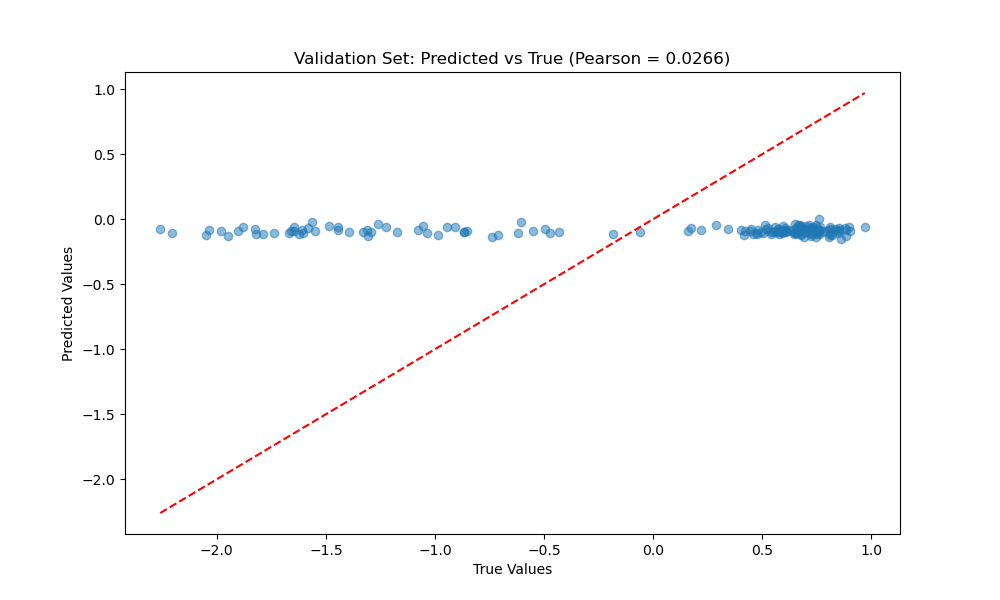 Validation Set: Predicted vs True (Pearson = 0.0266)
1.0
0.5
0.0
−0.5
−1.0
−1.5
−2.0
Predicted Values
−2.0 −1.5 −1.0 −0.5 0.0 0.5 1.0
True Values